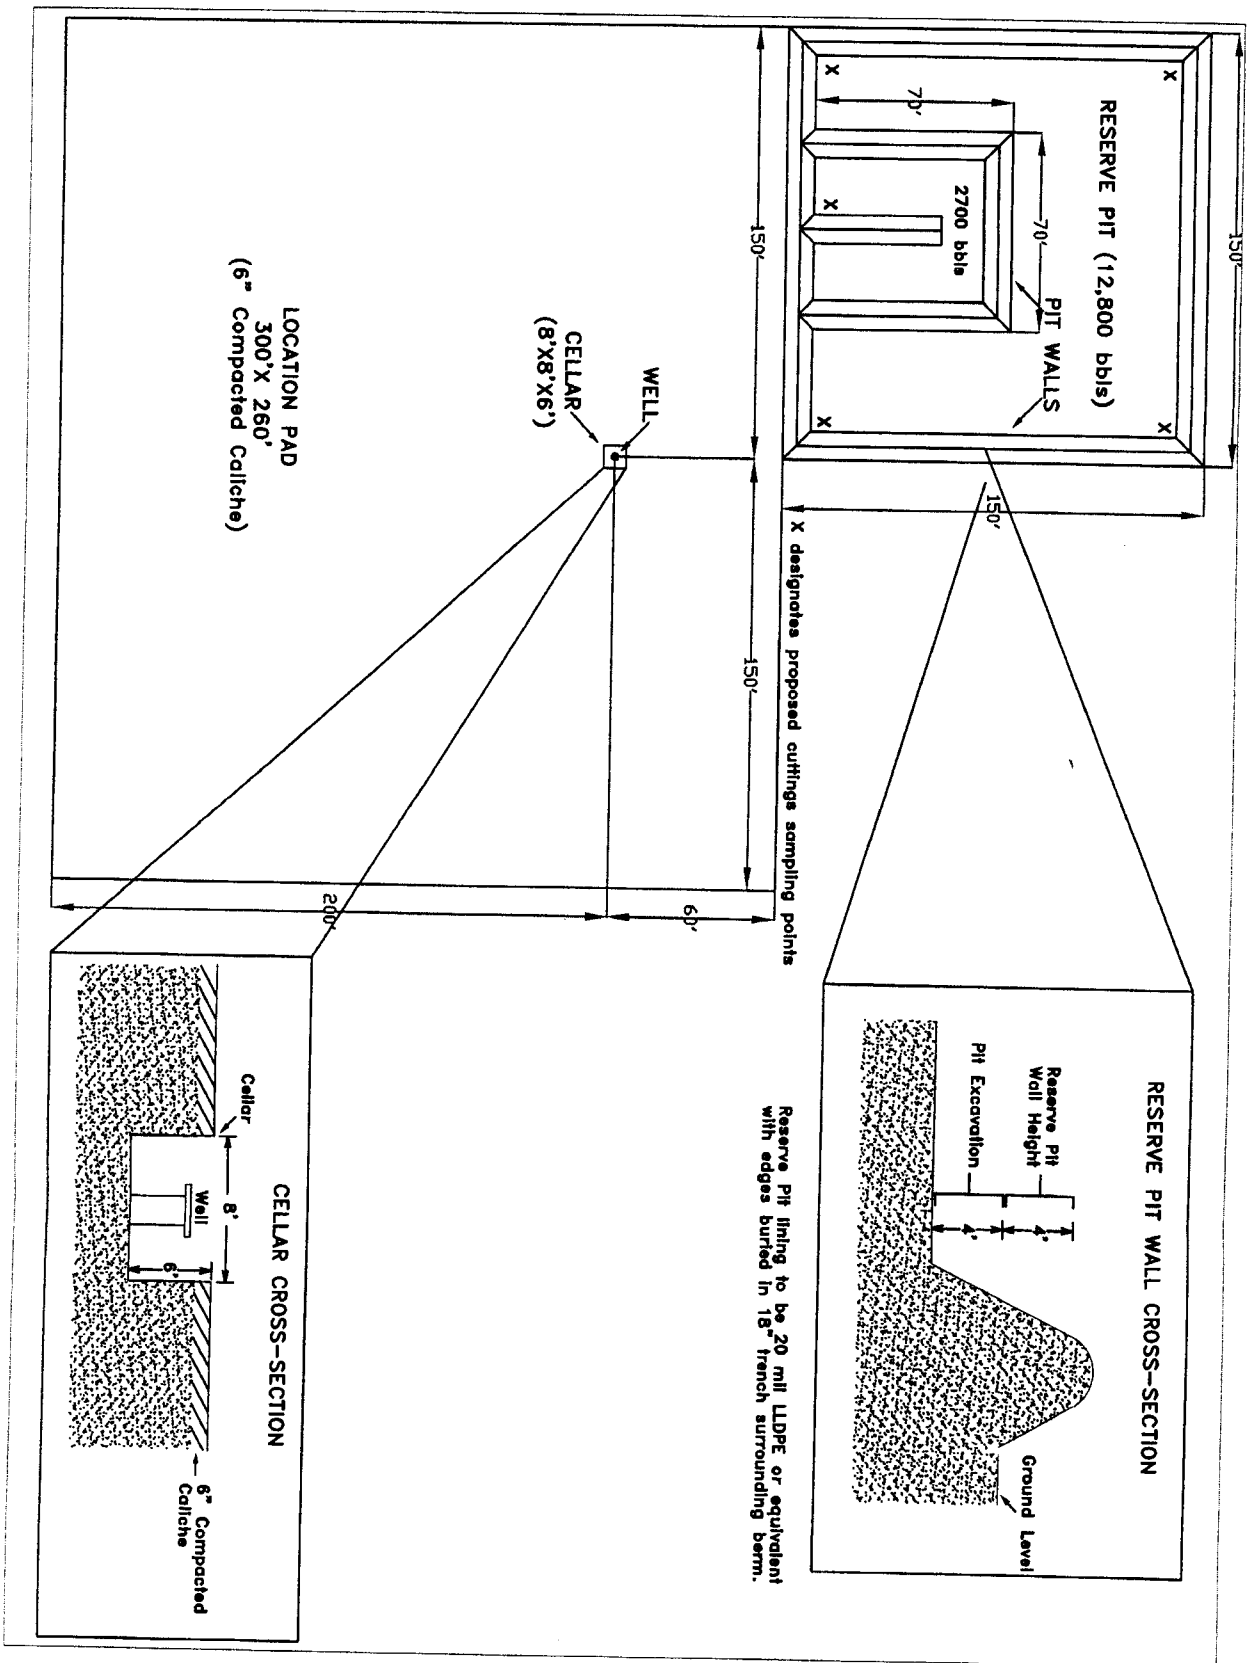 150'
RESERVE PIT (12,800 bbls)
X
X
70'
70'
PIT WALLS
2700 bbls
X
X
X
150'
X designates proposed cuttings sampling points
150'
150'
WELL
CELLAR
(8'X8'X6')
60'
200'
LOCATION PAD
300'X 260'
(6" Compacted Caliche)
RESERVE PIT WALL CROSS-SECTION
Reserve Pit
Wall Height
4'
Pit Excavation
4'
Ground Level
Reserve Pit lining to be 20 mil LLDPE or equivalent
with edges buried in 18" trench surrounding berm.
CELLAR CROSS-SECTION
Cellar
8'
Well
6'
6" Compacted
Caliche